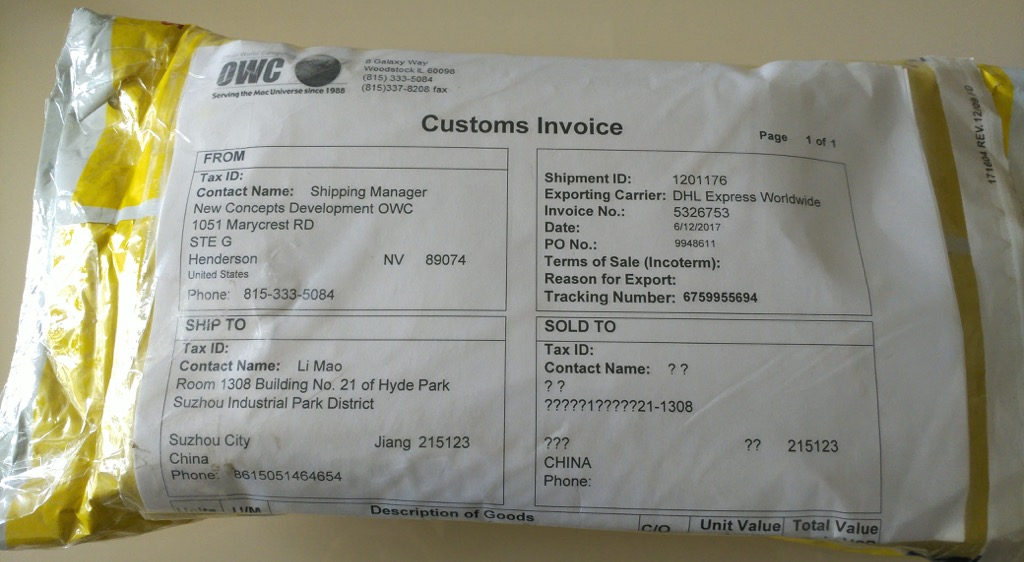 OWC
Serving the Mac Universe since 1988
8 Galaxy Way
Woodstock IL 60098
(815) 333-5084
(815)337-8208 fax
Customs Invoice
Page 1 of 1
FROM
Tax ID:
Contact Name: Shipping Manager
New Concepts Development OWC
1051 Marycrest RD
STE G
Henderson NV 89074
United States
Phone: 815-333-5084
Shipment ID: 1201176
Exporting Carrier: DHL Express Worldwide
Invoice No.: 5326753
Date: 6/12/2017
PO No.: 9948611
Terms of Sale (Incoterm):
Reason for Export:
Tracking Number: 6759955694
SHIP TO
Tax ID:
Contact Name: Li Mao
Room 1308 Building No. 21 of Hyde Park
Suzhou Industrial Park District
Suzhou City Jiang 215123
China
Phone: 8615051464654
SOLD TO
Tax ID:
Contact Name: ? ?
? ?
?????1?????21-1308
??? ?? 215123
CHINA
Phone:
Units U/M Description of Goods C/O Unit Value Total Value
171604 REV.